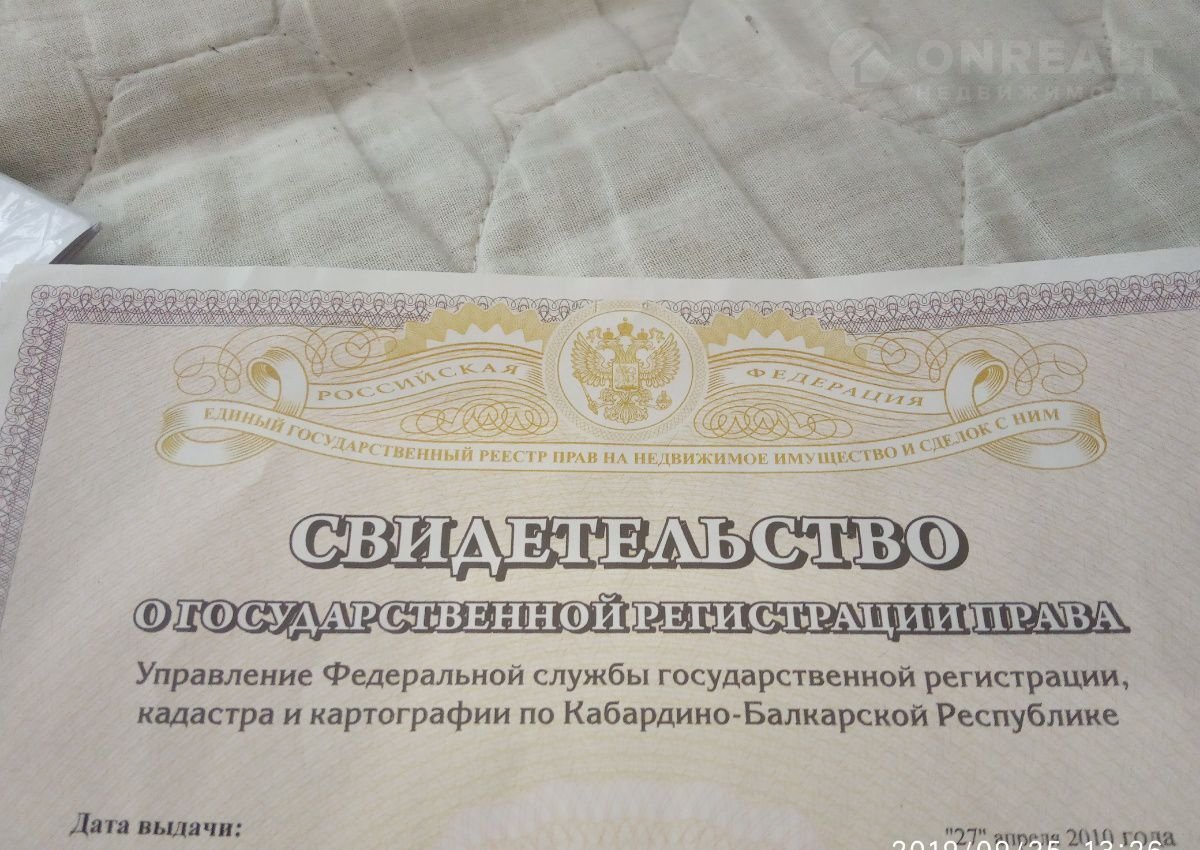 ONREALT
НЕДВИЖИМОСТЬ
РОССИЙСКАЯ ФЕДЕРАЦИЯ
ЕДИНЫЙ ГОСУДАРСТВЕННЫЙ РЕЕСТР ПРАВ НА НЕДВИЖИМОЕ ИМУЩЕСТВО И СДЕЛОК С НИМ
СВИДЕТЕЛЬСТВО
О ГОСУДАРСТВЕННОЙ РЕГИСТРАЦИИ ПРАВА
Управление Федеральной службы государственной регистрации,
кадастра и картографии по Кабардино-Балкарской Республике
Дата выдачи: "27" апреля 2010 года